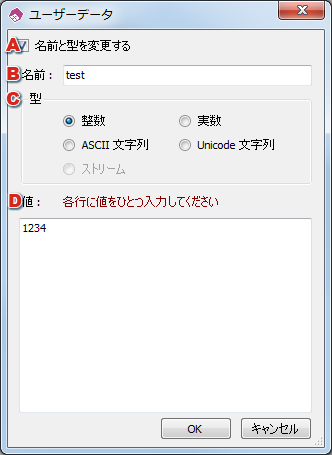 ユーザーデータ
A 名前と型を変更する
B 名前： test
C 型
整数 実数
ASCII 文字列 Unicode 文字列
ストリーム
D 値： 各行に値をひとつ入力してください
1234
OK キャンセル